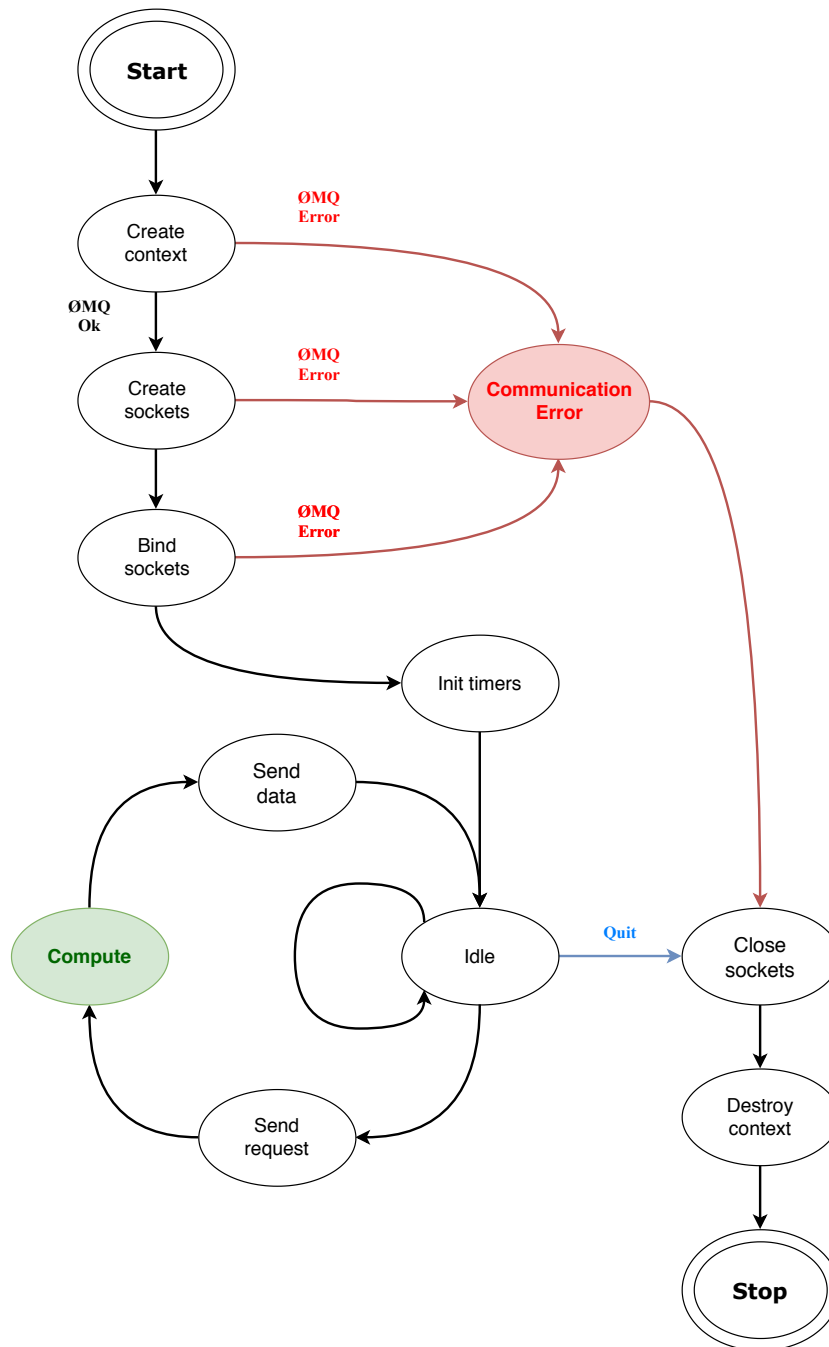 Start
ØMQ
Error
Create
context
ØMQ
Ok
ØMQ
Error
Create
sockets
Communication
Error
ØMQ
Error
Bind
sockets
Init timers
Send
data
Compute
Idle
Quit
Close
sockets
Send
request
Destroy
context
Stop